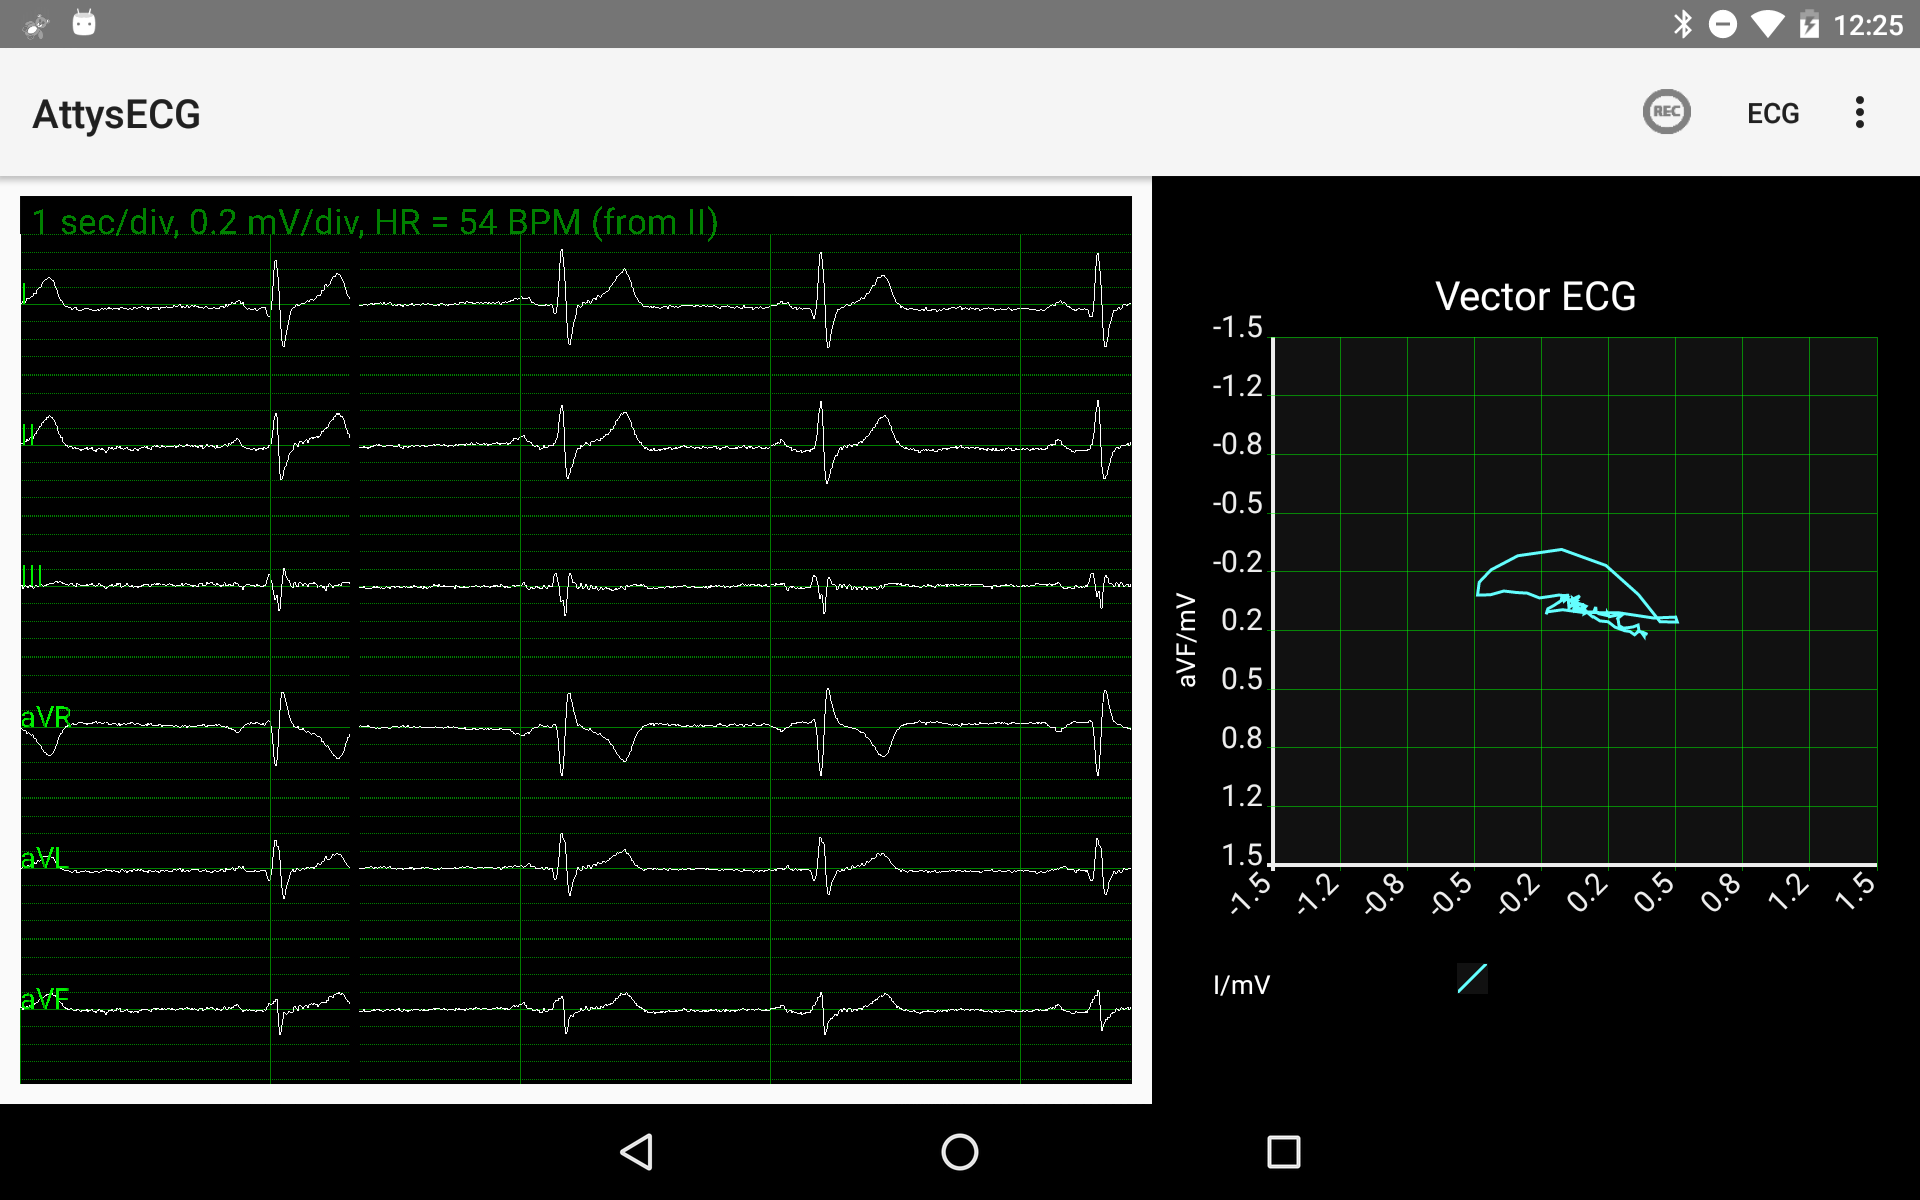 12:25
AttysECG
REC ECG
1 sec/div, 0.2 mV/div, HR = 54 BPM (from II)
I
II
III
aVR
aVL
aVF
Vector ECG
-1.5
-1.2
-0.8
-0.5
-0.2
0.2
0.5
0.8
1.2
1.5
aVF/mV
-1.5 -1.2 -0.8 -0.5 -0.2 0.2 0.5 0.8 1.2 1.5
I/mV